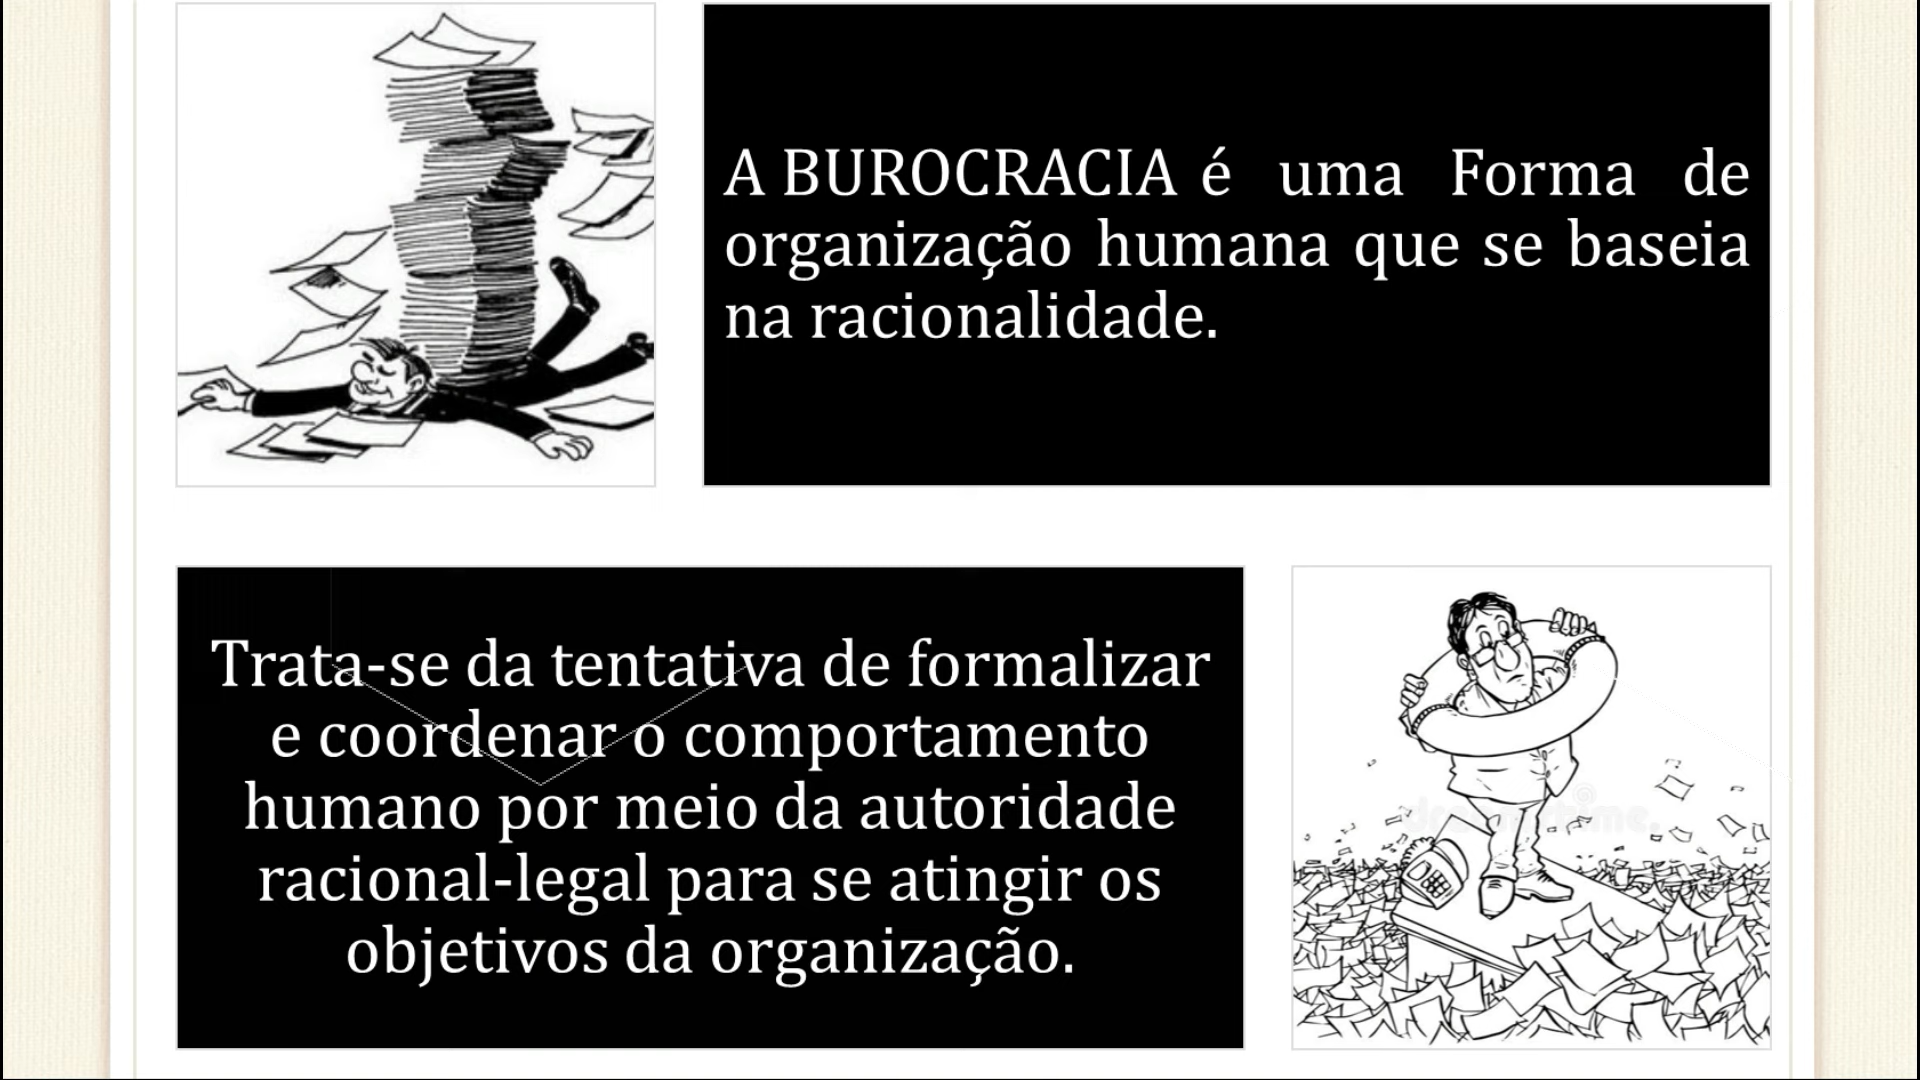 A BUROCRACIA é uma Forma de
organização humana que se baseia
na racionalidade.
Trata-se da tentativa de formalizar
e coordenar o comportamento
humano por meio da autoridade
racional-legal para se atingir os
objetivos da organização.